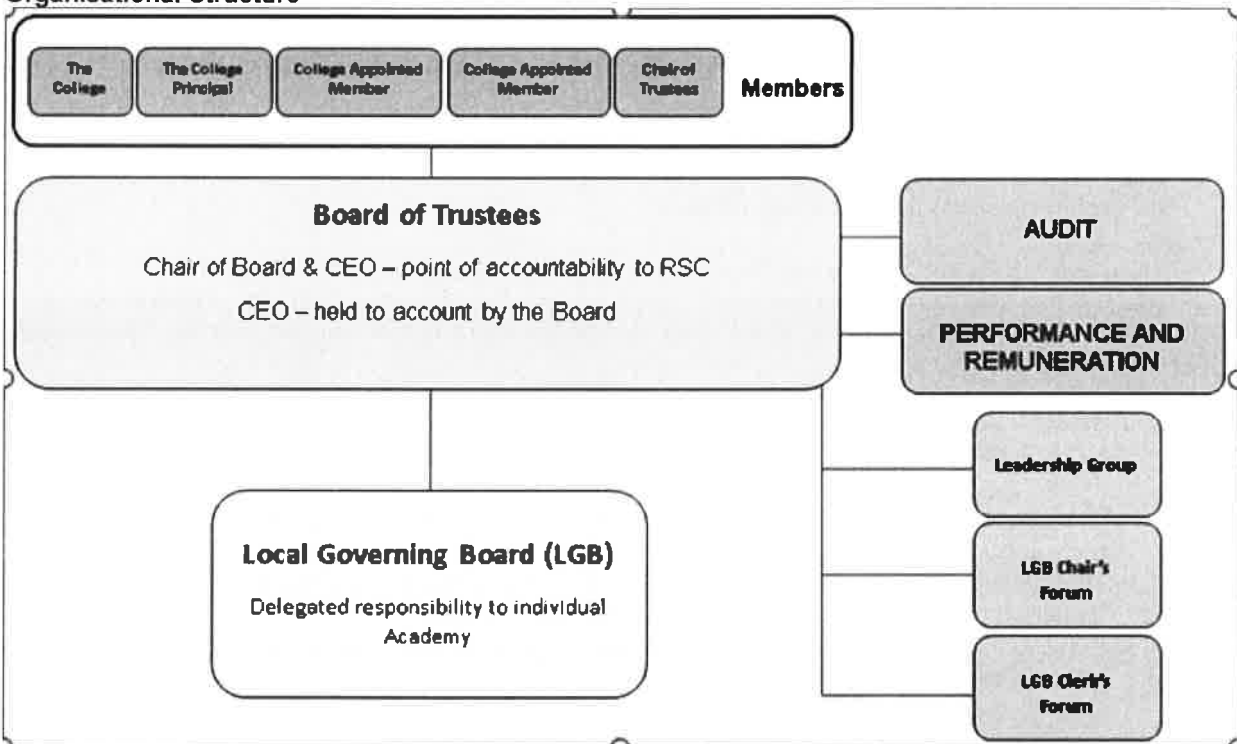 Organisational Structure
The
College
The College
Principal
College Appointed
Member
College Appointed
Member
Chair of
Trustees
Members
Board of Trustees
Chair of Board & CEO – point of accountability to RSC
CEO – held to account by the Board
AUDIT
PERFORMANCE AND
REMUNERATION
Leadership Group
LGB Chair's
Forum
LGB Clerk's
Forum
Local Governing Board (LGB)
Delegated responsibility to individual
Academy